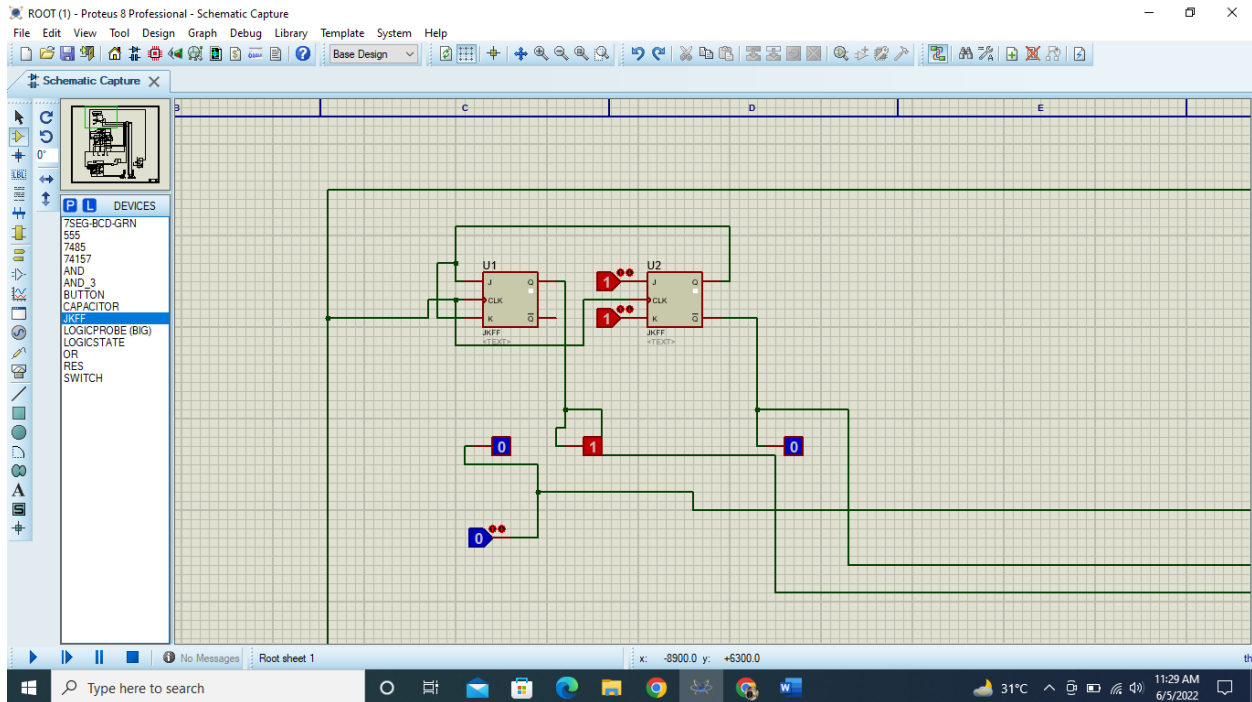 ROOT (1) - Proteus 8 Professional - Schematic Capture
File Edit View Tool Design Graph Debug Library Template System Help
Base Design
Schematic Capture
B C D E
0°
LBL
P L DEVICES
7SEG-BCD-GRN
555
7485
74157
AND
AND_3
BUTTON
CAPACITOR
JKFF
LOGICPROBE (BIG)
LOGICSTATE
OR
RES
SWITCH
A
S
U1
J Q
CLK
K Q
JKFF
<TEXT>
U2
1
1
J Q
CLK
K Q
JKFF
<TEXT>
0 1 0
0
No Messages Root sheet 1 x: -8900.0 y: +6300.0 th
Type here to search
31°C
11:29 AM
6/5/2022